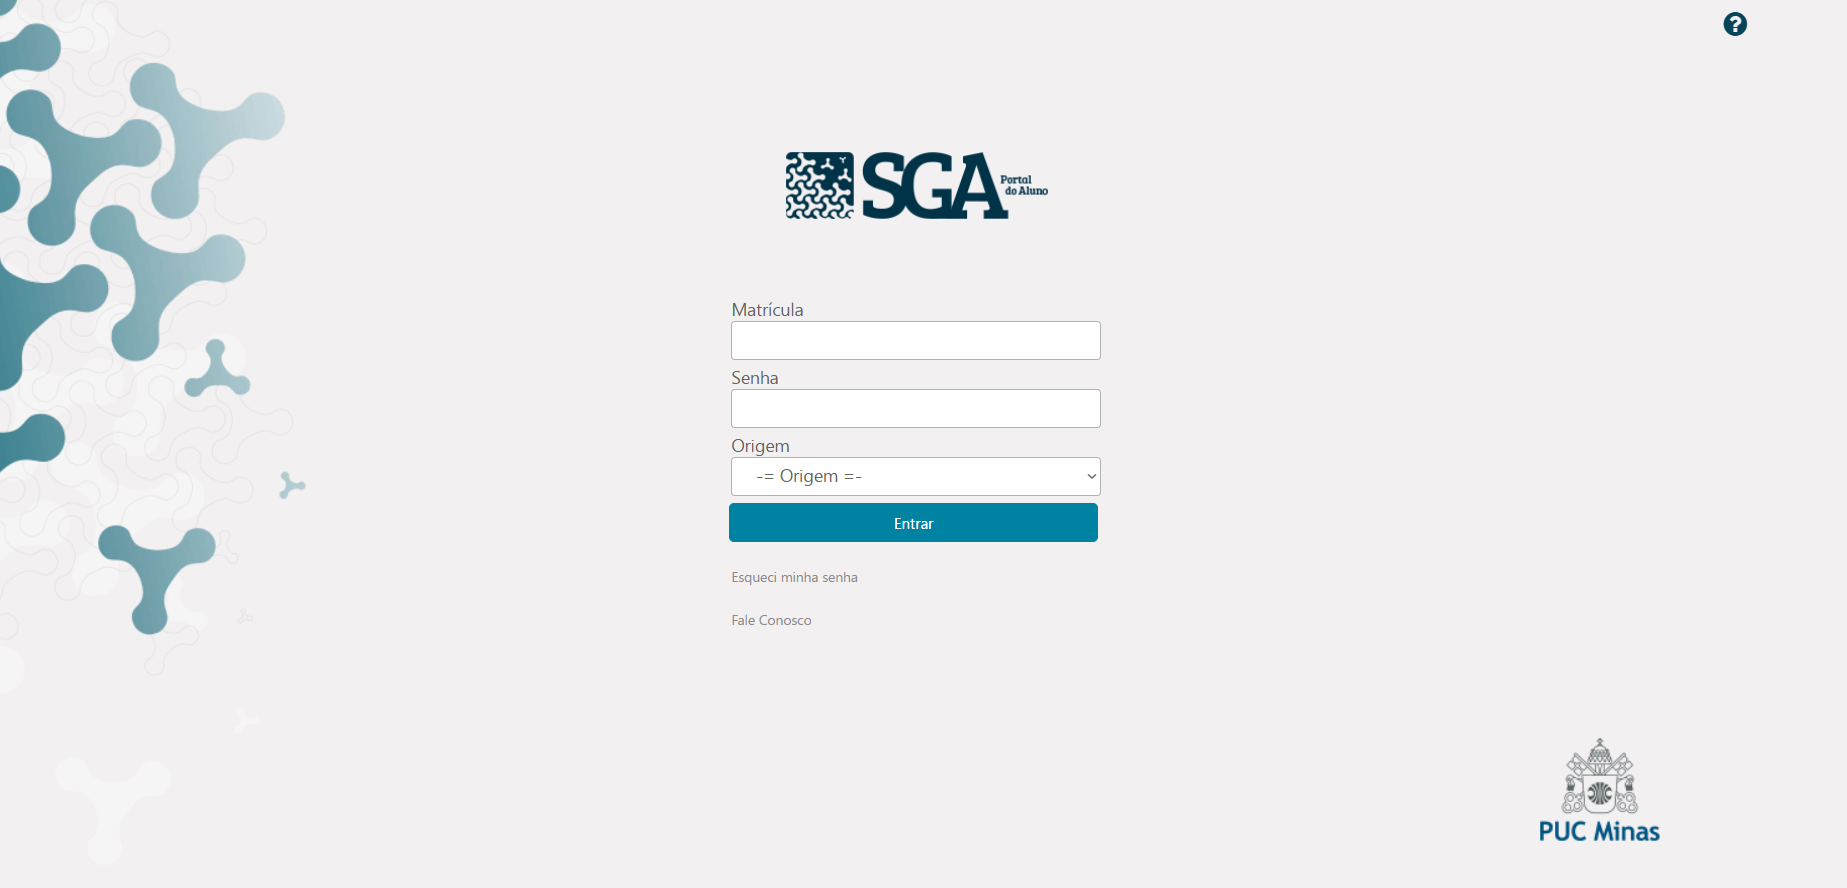 ?
SGA
Portal
do Aluno
Matrícula
Senha
Origem
-= Origem =-
Entrar
Esqueci minha senha
Fale Conosco
PUC Minas